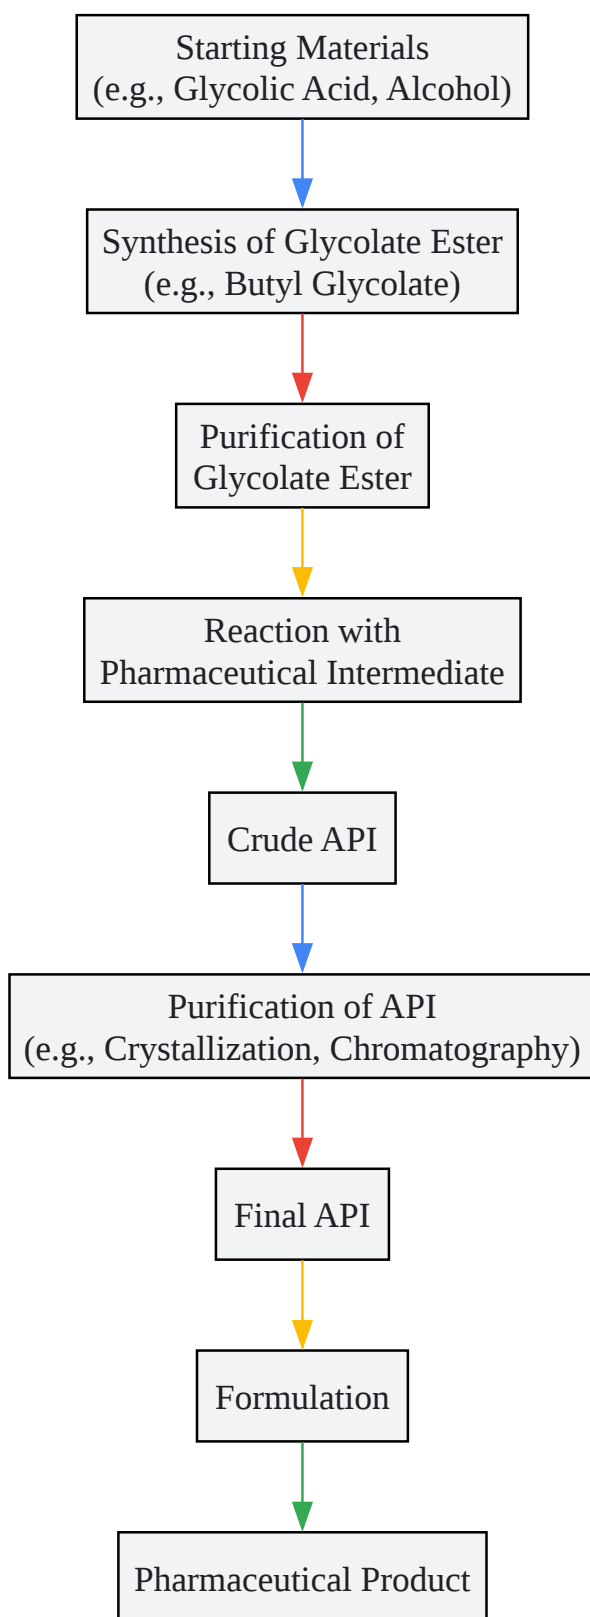 Starting Materials
(e.g., Glycolic Acid, Alcohol)
Synthesis of Glycolate Ester
(e.g., Butyl Glycolate)
Purification of
Glycolate Ester
Reaction with
Pharmaceutical Intermediate
Crude API
Purification of API
(e.g., Crystallization, Chromatography)
Final API
Formulation
Pharmaceutical Product